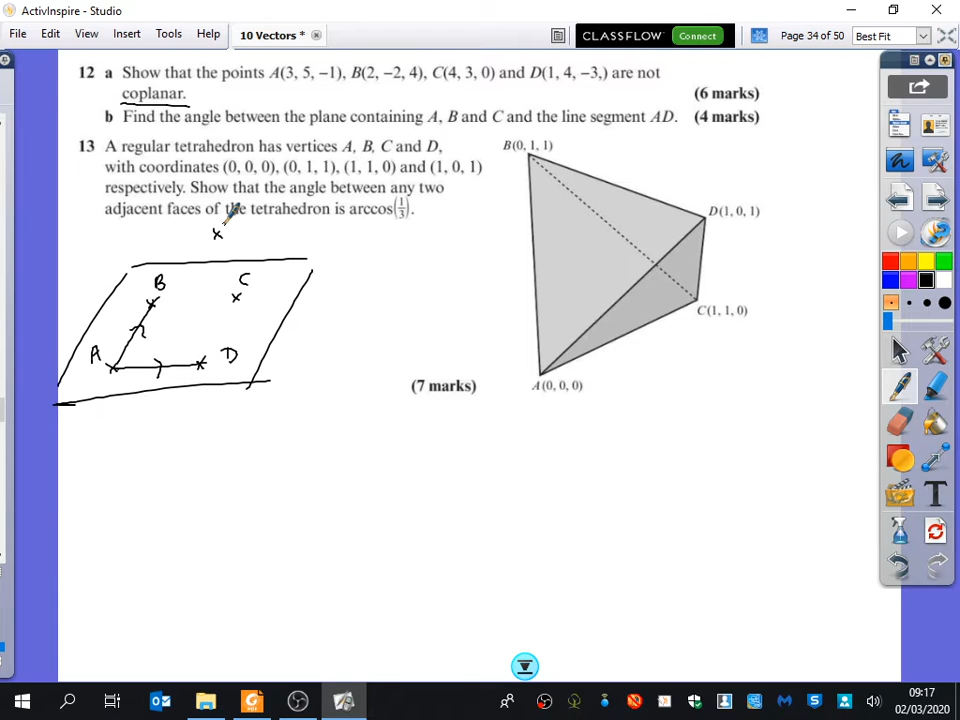 ActivInspire - Studio
File Edit View Insert Tools Help
10 Vectors *
CLASSFLOW Connect
Page 34 of 50
Best Fit
12 a Show that the points A(3, 5, −1), B(2, −2, 4), C(4, 3, 0) and D(1, 4, −3,) are not
coplanar. (6 marks)
b Find the angle between the plane containing A, B and C and the line segment AD. (4 marks)
13 A regular tetrahedron has vertices A, B, C and D,
with coordinates (0, 0, 0), (0, 1, 1), (1, 1, 0) and (1, 0, 1)
respectively. Show that the angle between any two
adjacent faces of the tetrahedron is arccos(1/3).
(7 marks)
B(0, 1, 1)
D(1, 0, 1)
C(1, 1, 0)
A(0, 0, 0)
B
C
A
D
09:17
02/03/2020